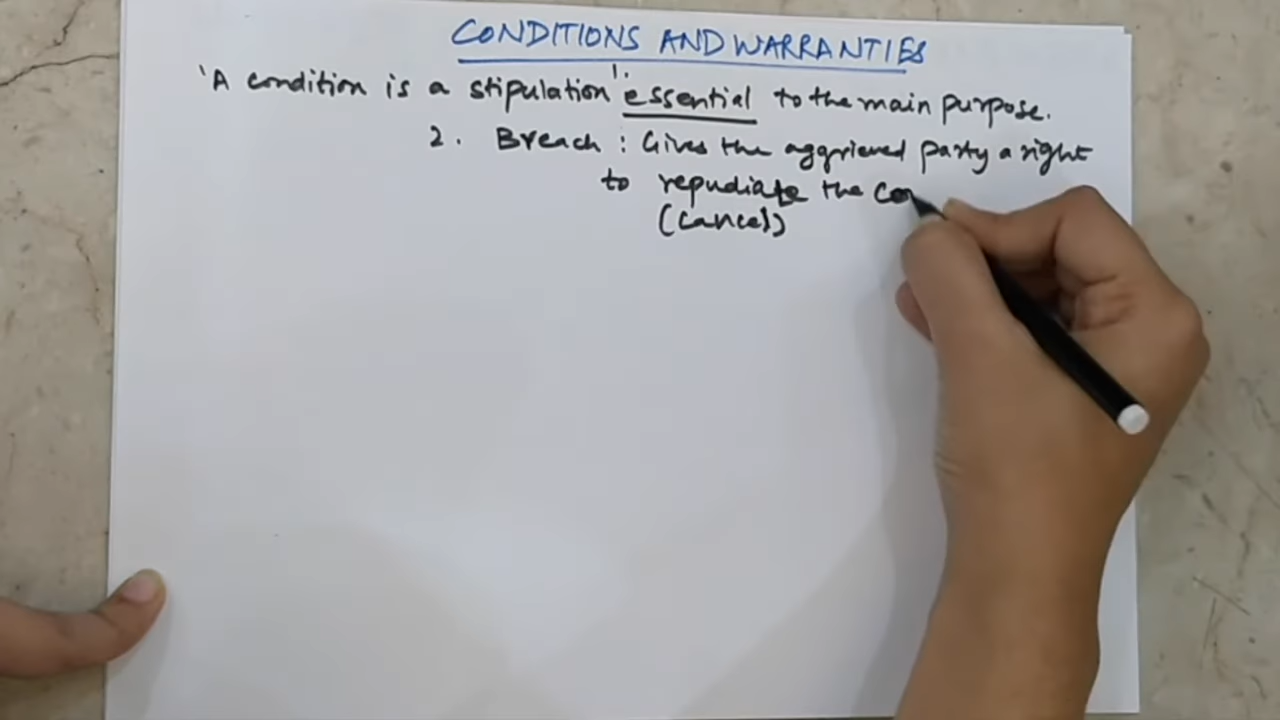 CONDITIONS AND WARRANTIES
'A condition is a stipulation 1. essential to the main purpose.
2. Breach : Gives the aggrieved party a right
to repudiate the
(cancel)